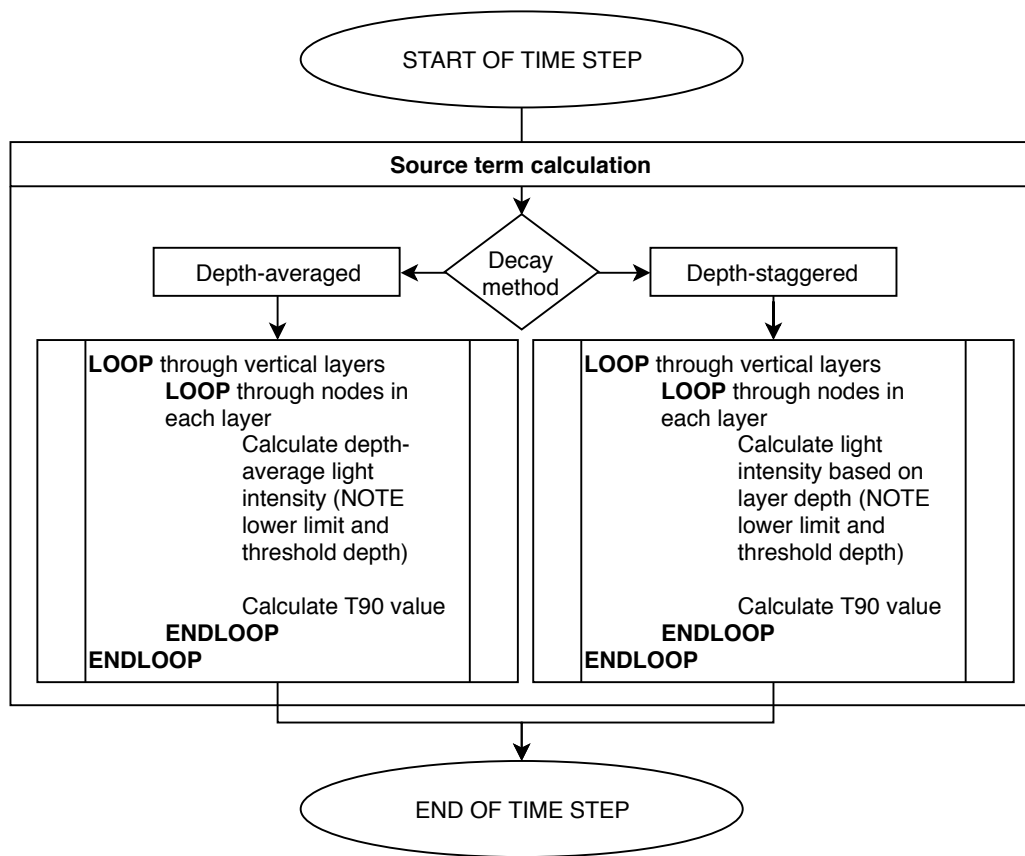 START OF TIME STEP
Source term calculation
Decay
method
Depth-averaged
Depth-staggered
LOOP through vertical layers
LOOP through nodes in
each layer
Calculate depth-
average light
intensity (NOTE
lower limit and
threshold depth)
Calculate T90 value
ENDLOOP
ENDLOOP
LOOP through vertical layers
LOOP through nodes in
each layer
Calculate light
intensity based on
layer depth (NOTE
lower limit and
threshold depth)
Calculate T90 value
ENDLOOP
ENDLOOP
END OF TIME STEP